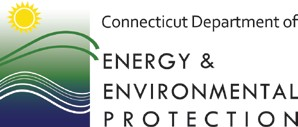 Connecticut Department of
ENERGY &
ENVIRONMENTAL
PROTECTION